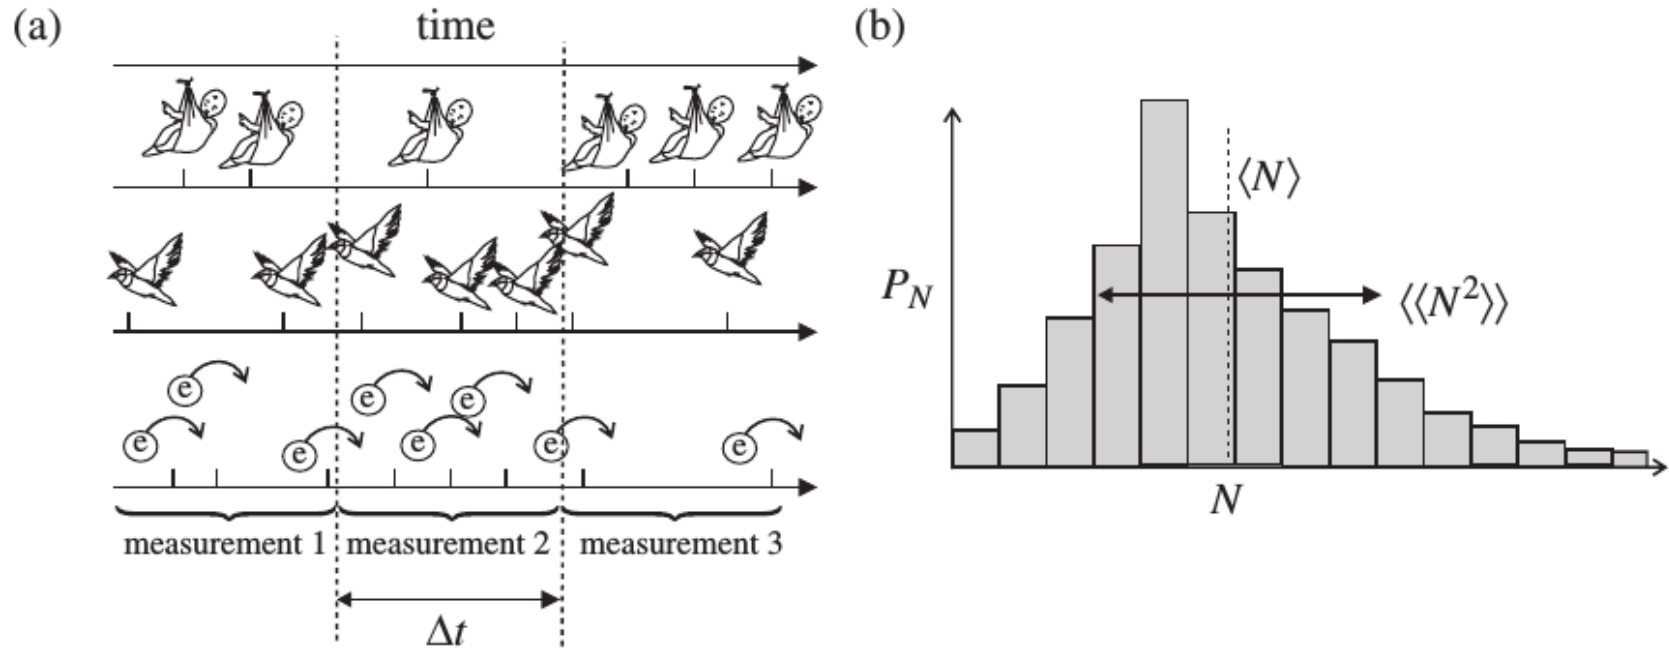 (a)
time
e
e
e
e
e
e
e
e
measurement 1
measurement 2
measurement 3
Δt
(b)
P_N
⟨N⟩
⟨⟨N²⟩⟩
N